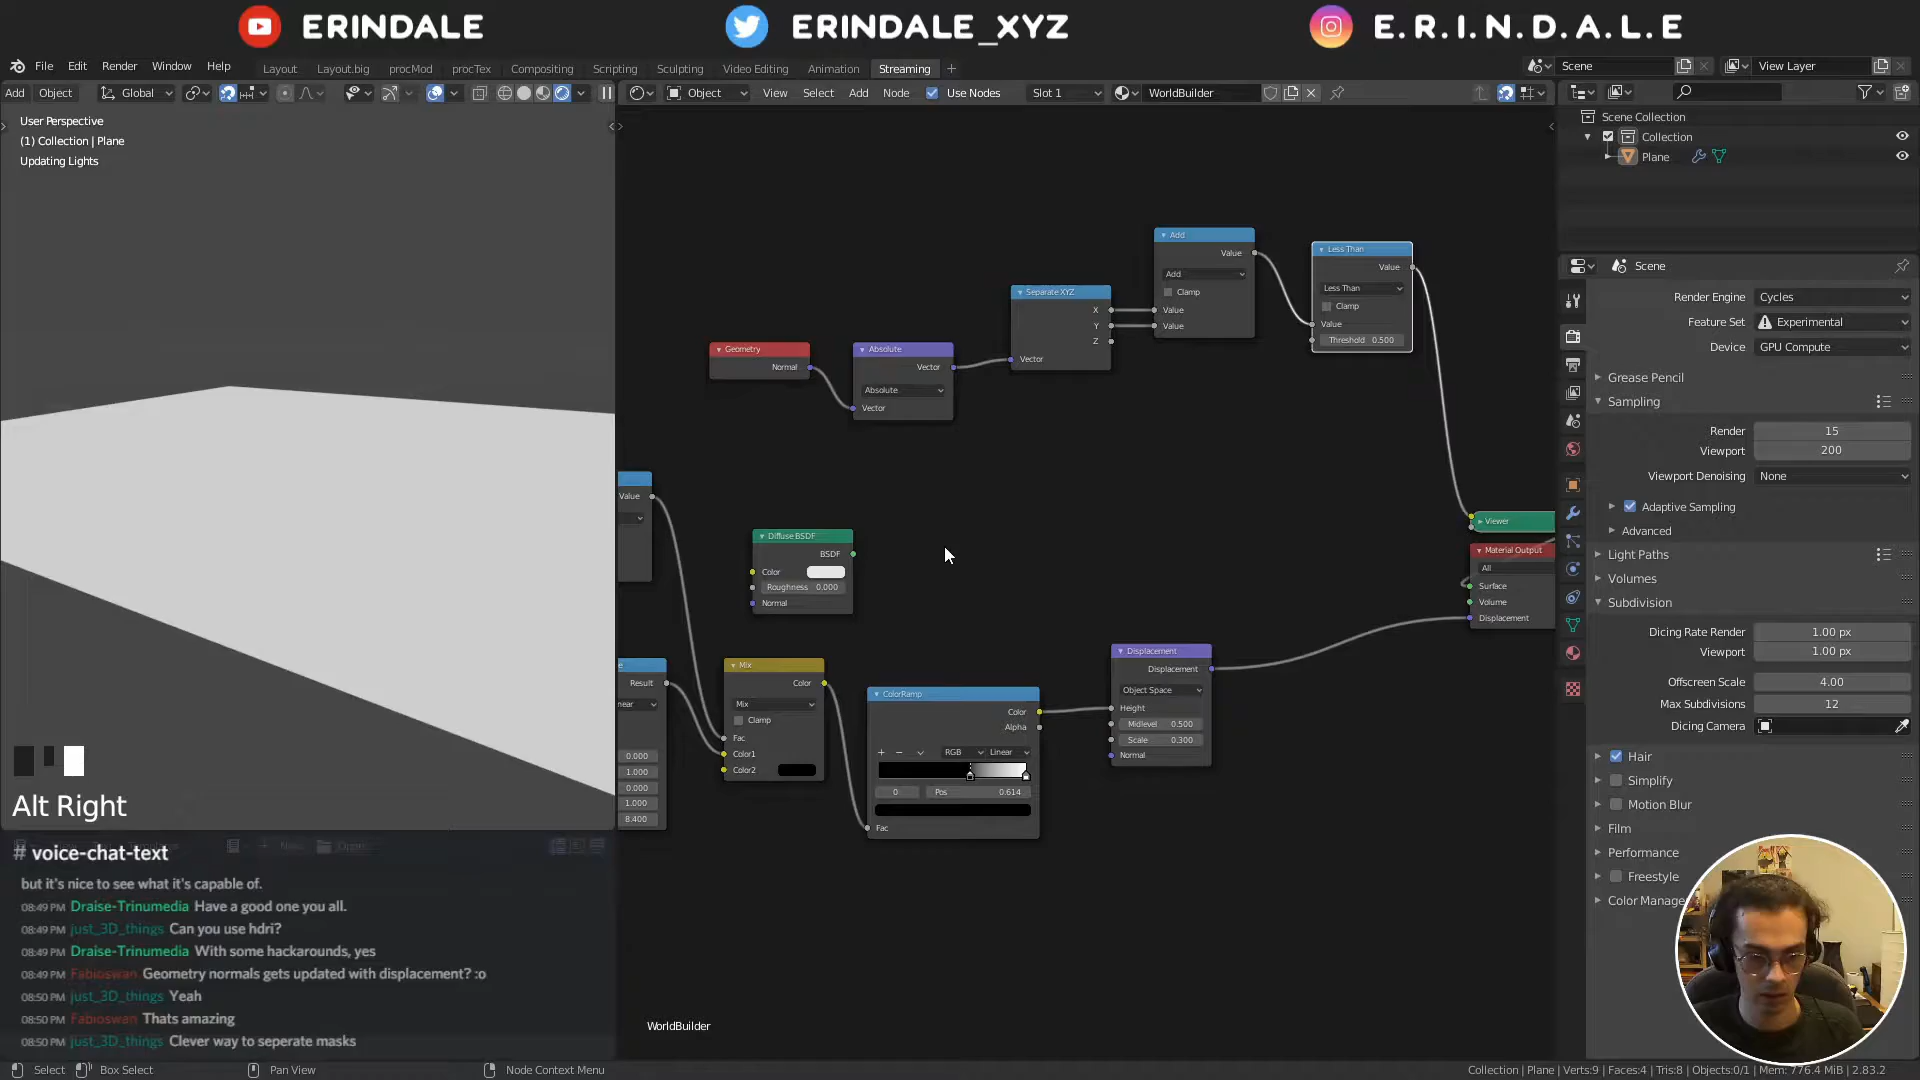 ERINDALE
ERINDALE_XYZ
E.R.I.N.D.A.L.E
File Edit Render Window Help
Layout Layout.big procMod procTex Compositing Scripting Sculpting Video Editing Animation Streaming +
Scene
View Layer
Add Object Global
Object View Select Add Node Use Nodes Slot 1 WorldBuilder
User Perspective
(1) Collection | Plane
Updating Lights
Scene Collection
Collection
Plane
Scene
Render Engine Cycles
Feature Set Experimental
Device GPU Compute
Grease Pencil
Sampling
Render 15
Viewport 200
Viewport Denoising None
Adaptive Sampling
Advanced
Light Paths
Volumes
Subdivision
Dicing Rate Render 1.00 px
Viewport 1.00 px
Offscreen Scale 4.00
Max Subdivisions 12
Dicing Camera
Hair
Simplify
Motion Blur
Film
Performance
Freestyle
Color Manage
Add
Value
Add
Clamp
Value
Value
Less Than
Value
Less Than
Clamp
Value
Threshold 0.500
Separate XYZ
X
Y
Z
Vector
Geometry
Normal
Absolute
Vector
Absolute
Vector
Value
Diffuse BSDF
BSDF
Color
Roughness 0.000
Normal
Viewer
Material Output
All
Surface
Volume
Displacement
Displacement
Displacement
Object Space
Height
Midlevel 0.500
Scale 0.300
Normal
e
Result
near
0.000
1.000
0.000
1.000
8.400
Mix
Color
Mix
Clamp
Fac
Color1
Color2
ColorRamp
Color
Alpha
+ − RGB Linear
0 Pos 0.614
Fac
Alt Right
# voice-chat-text
but it's nice to see what it's capable of.
08:49 PM Draise-Trinumedia Have a good one you all.
08:49 PM just_3D_things Can you use hdri?
08:49 PM Draise-Trinumedia With some hackarounds, yes
08:49 PM Fabioswan Geometry normals gets updated with displacement? :o
08:50 PM just_3D_things Yeah
08:50 PM Fabioswan Thats amazing
08:50 PM just_3D_things Clever way to seperate masks
WorldBuilder
Select Box Select Pan View Node Context Menu
Collection | Plane | Verts:9 | Faces:4 | Tris:8 | Objects:0/1 | Mem: 776.4 MiB | 2.83.2